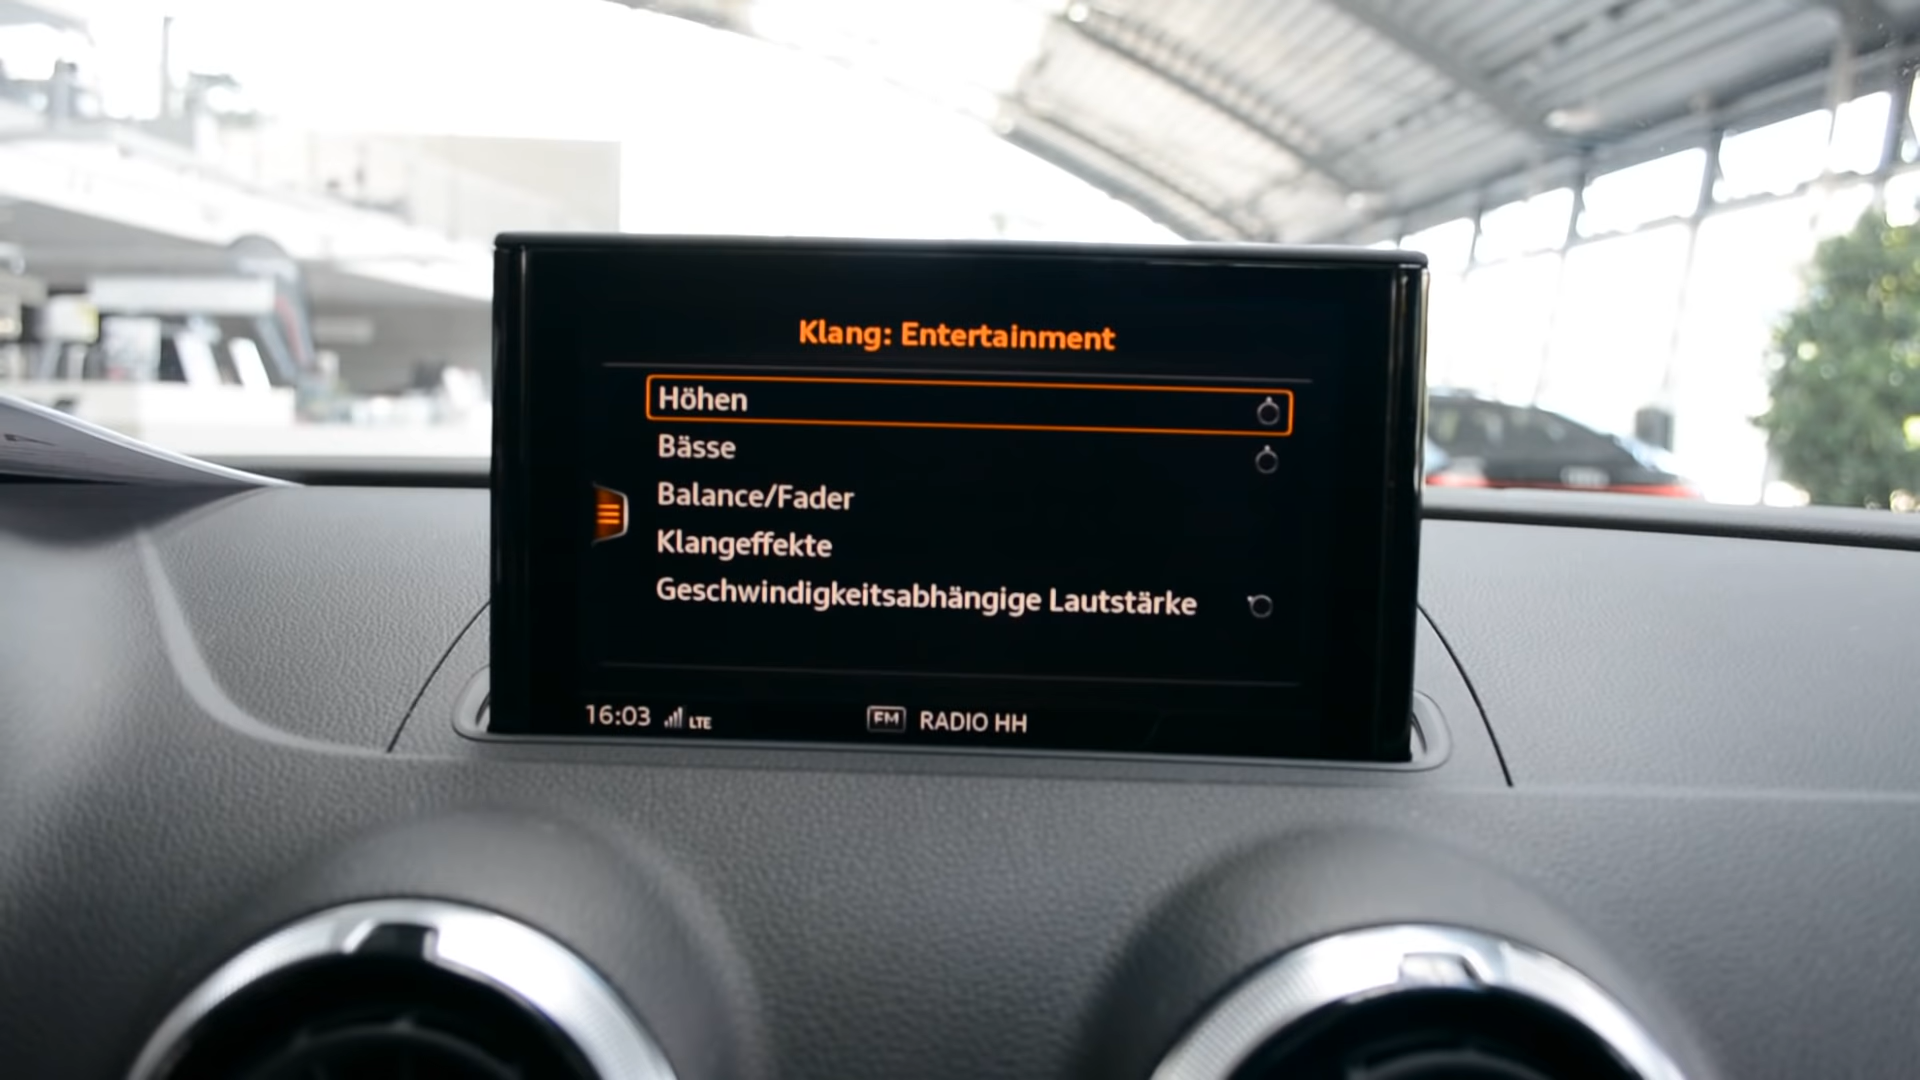 Klang: Entertainment
Höhen
Bässe
Balance/Fader
Klangeffekte
Geschwindigkeitsabhängige Lautstärke
16:03 LTE FM RADIO HH